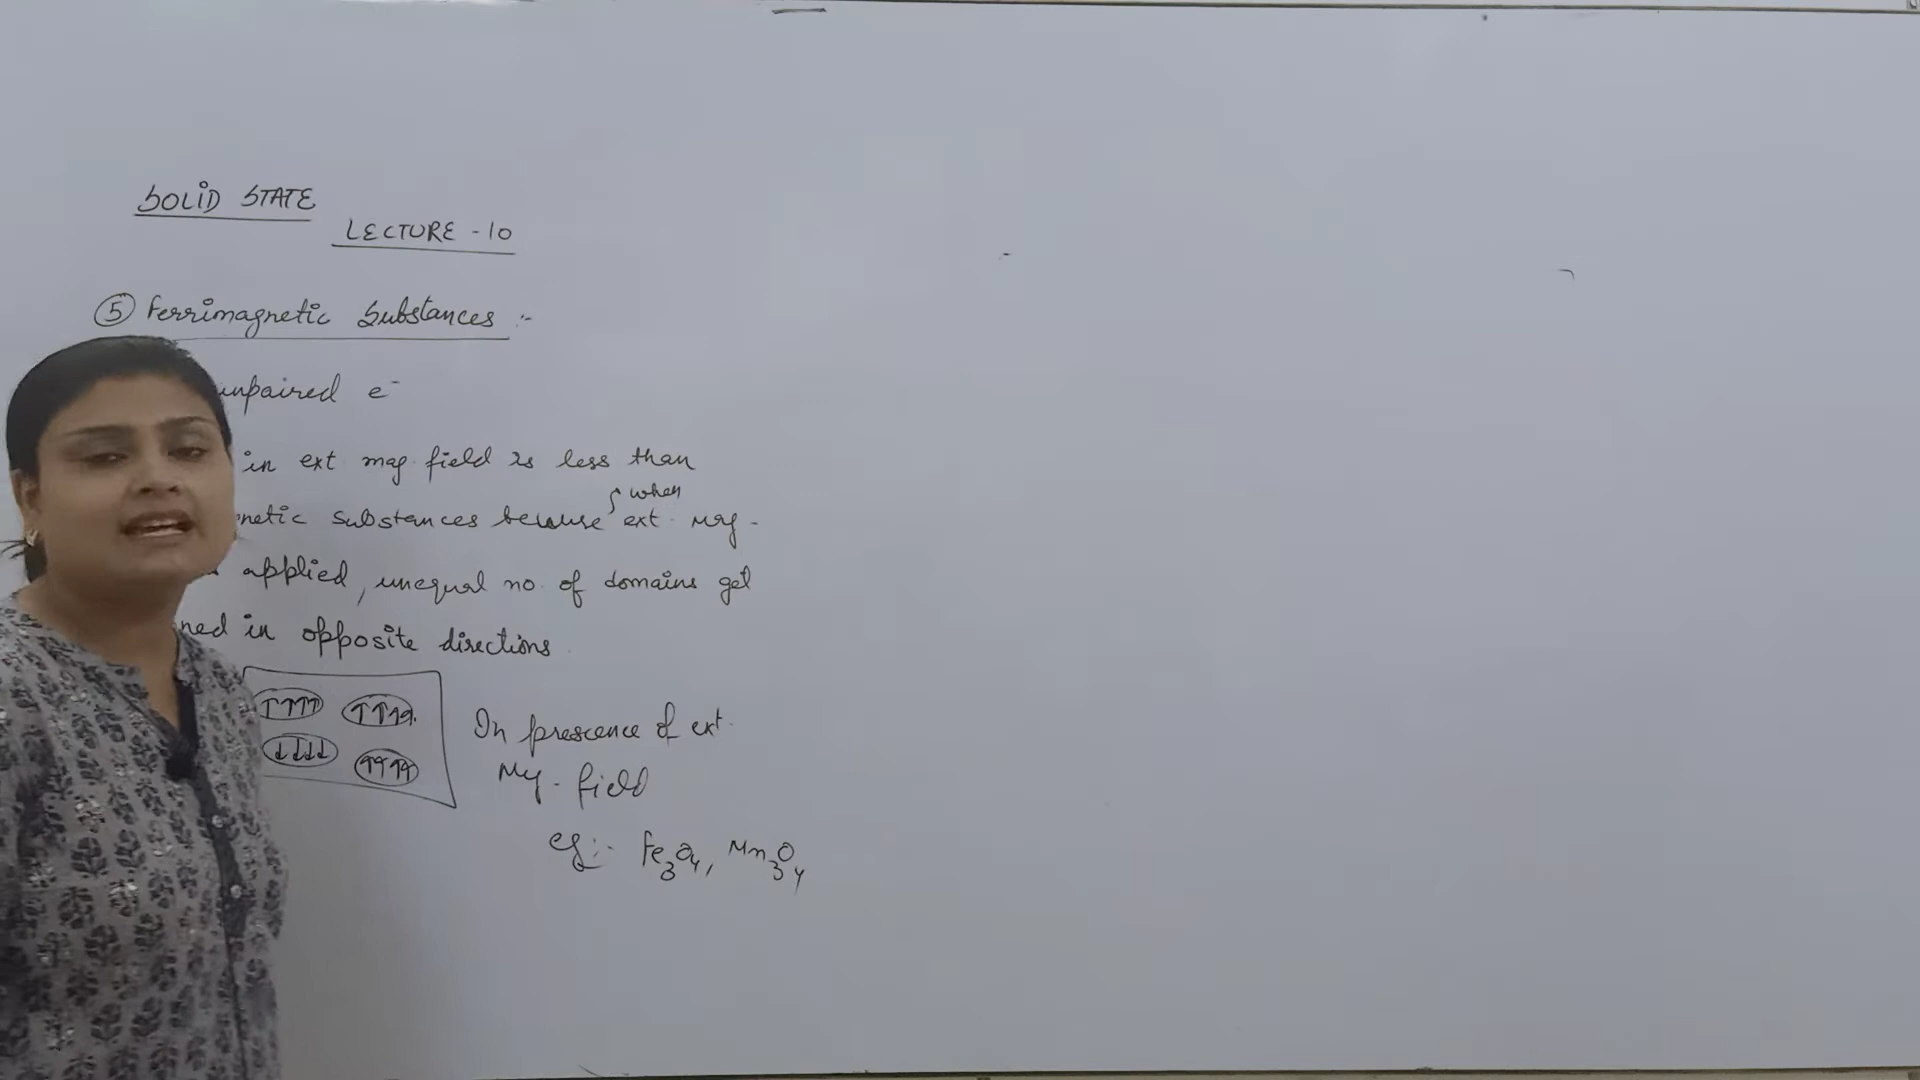 SOLID STATE
LECTURE - 10
⑤ Ferrimagnetic Substances :-
unpaired e⁻
in ext mag. field is less than
when
netic substances because ext. mag.
applied, unequal no. of domains get
ned in opposite directions.
↑↑↑↑ ↑↑↑↑
↓↓↓↓ ↑↑↑↑
In prescence of ext.
Mag. field
eg:- Fe₃O₄, Mn₃O₄